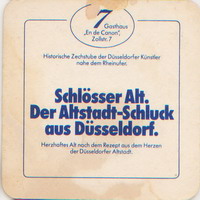 7
Gasthaus
„En de Canon”,
Zollstr. 7
Historische Zechstube der Düsseldorfer Künstler
nahe dem Rheinufer.
Schlösser Alt.
Der Altstadt-Schluck
aus Düsseldorf.
Herzhaftes Alt nach dem Rezept aus dem Herzen
der Düsseldorfer Altstadt.